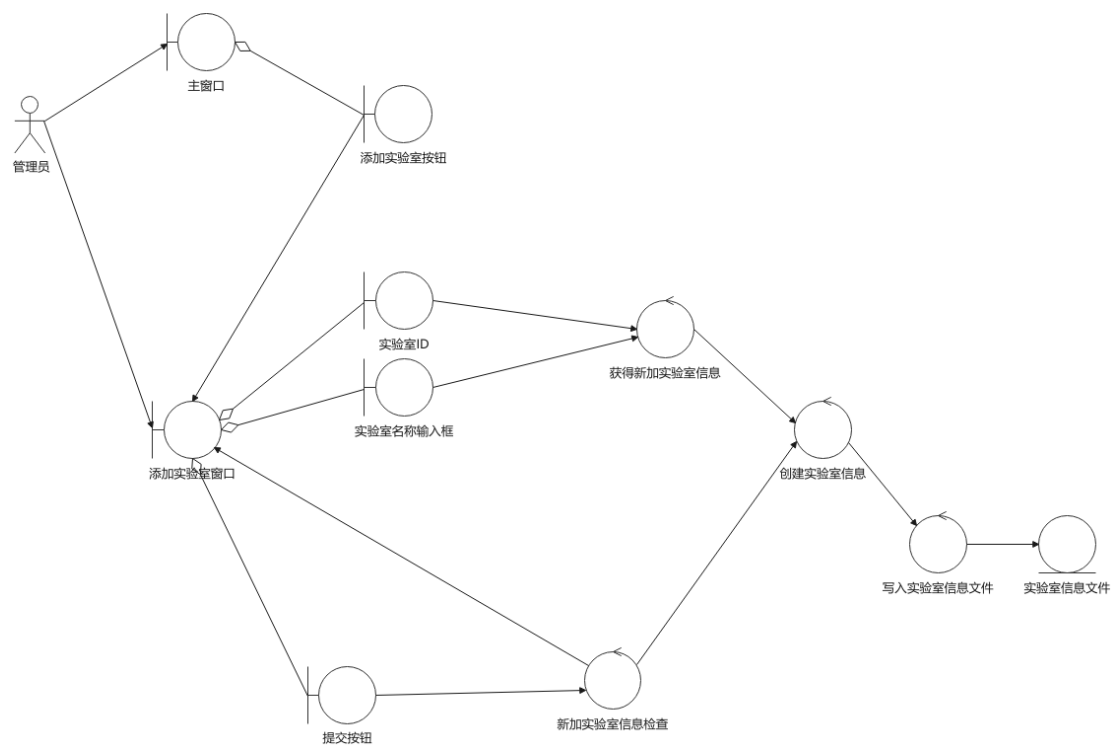 主窗口
添加实验室按钮
管理员
实验室ID
获得新加实验室信息
实验室名称输入框
添加实验室窗口
创建实验室信息
写入实验室信息文件
实验室信息文件
新加实验室信息检查
提交按钮